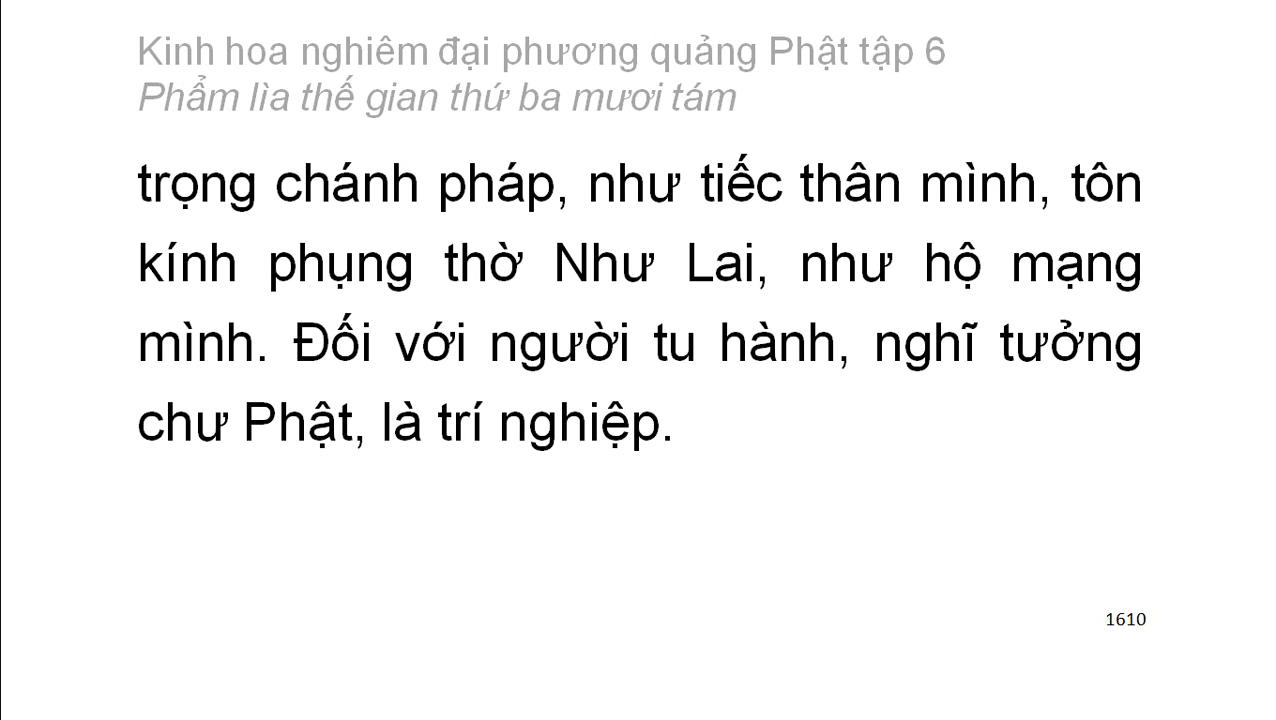 Kinh hoa nghiêm đại phương quảng Phật tập 6
Phẩm lìa thế gian thứ ba mươi tám
trọng chánh pháp, như tiếc thân mình, tôn
kính phụng thờ Như Lai, như hộ mạng
mình. Đối với người tu hành, nghĩ tưởng
chư Phật, là trí nghiệp.
1610